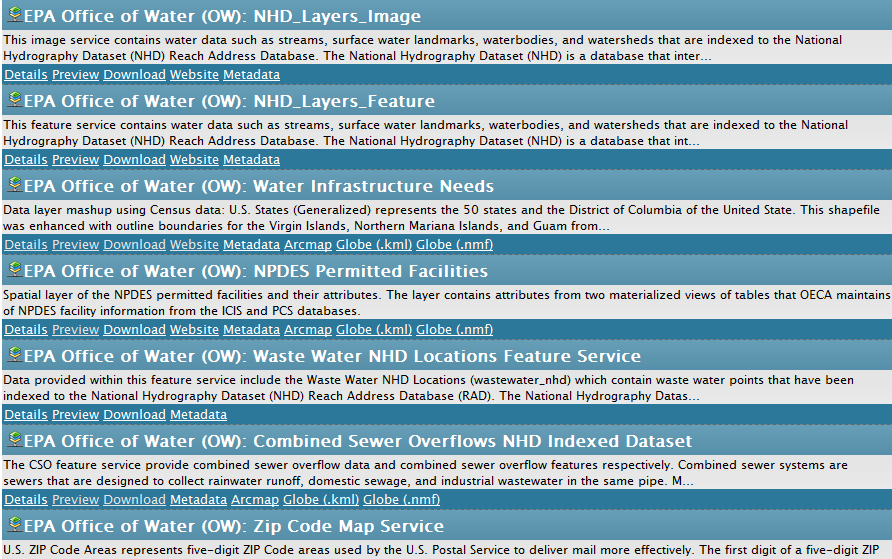 EPA Office of Water (OW): NHD_Layers_Image
This image service contains water data such as streams, surface water landmarks, waterbodies, and watersheds that are indexed to the National
Hydrography Dataset (NHD) Reach Address Database. The National Hydrography Dataset (NHD) is a database that inter...
Details Preview Download Website Metadata
EPA Office of Water (OW): NHD_Layers_Feature
This feature service contains water data such as streams, surface water landmarks, waterbodies, and watersheds that are indexed to the National
Hydrography Dataset (NHD) Reach Address Database. The National Hydrography Dataset (NHD) is a database that int...
Details Preview Download Website Metadata
EPA Office of Water (OW): Water Infrastructure Needs
Data layer mashup using Census data: U.S. States (Generalized) represents the 50 states and the District of Columbia of the United State. This shapefile
was enhanced with outline boundaries for the Virgin Islands, Northern Mariana Islands, and Guam from...
Details Preview Download Website Metadata Arcmap Globe (.kml) Globe (.nmf)
EPA Office of Water (OW): NPDES Permitted Facilities
Spatial layer of the NPDES permitted facilities and their attributes. The layer contains attributes from two materialized views of tables that OECA maintains
of NPDES facility information from the ICIS and PCS databases.
Details Preview Download Website Metadata Arcmap Globe (.kml) Globe (.nmf)
EPA Office of Water (OW): Waste Water NHD Locations Feature Service
Data provided within this feature service include the Waste Water NHD Locations (wastewater_nhd) which contain waste water points that have been
indexed to the National Hydrography Dataset (NHD) Reach Address Database (RAD). The National Hydrography Datas...
Details Preview Download Metadata
EPA Office of Water (OW): Combined Sewer Overflows NHD Indexed Dataset
The CSO feature service provide combined sewer overflow data and combined sewer overflow features respectively. Combined sewer systems are
sewers that are designed to collect rainwater runoff, domestic sewage, and industrial wastewater in the same pipe. M...
Details Preview Download Metadata Arcmap Globe (.kml) Globe (.nmf)
EPA Office of Water (OW): Zip Code Map Service
U.S. ZIP Code Areas represents five-digit ZIP Code areas used by the U.S. Postal Service to deliver mail more effectively. The first digit of a five-digit ZIP